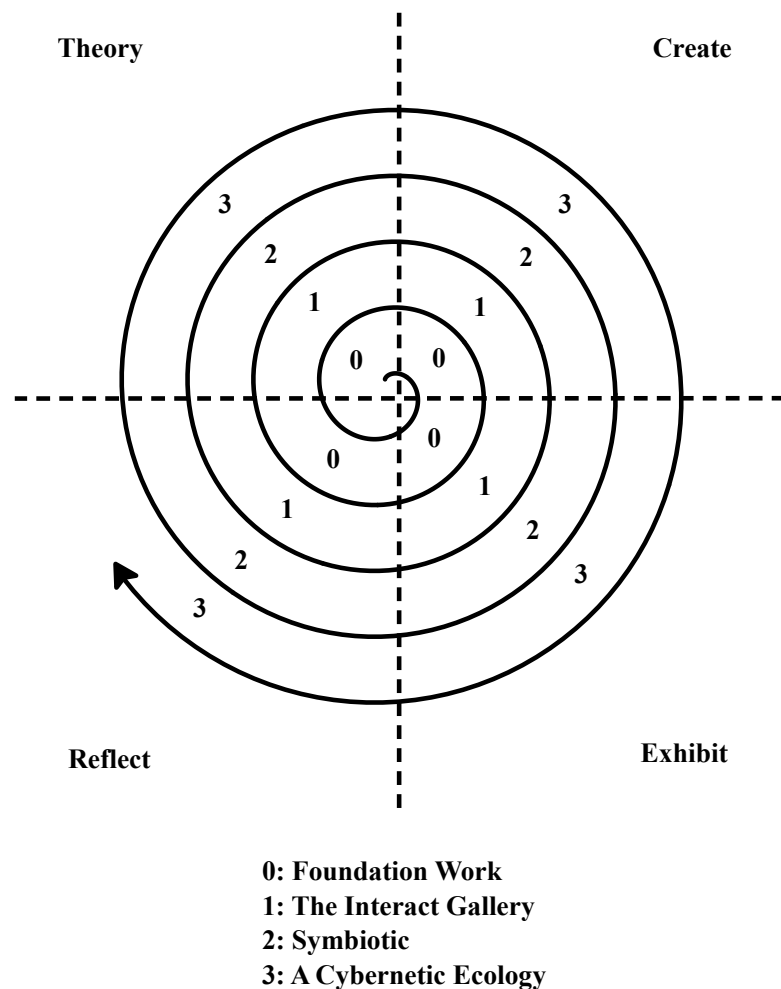 Theory
Create
3
3
2
2
1
1
0
0
0
0
1
1
2
2
3
3
Reflect
Exhibit
0: Foundation Work
1: The Interact Gallery
2: Symbiotic
3: A Cybernetic Ecology